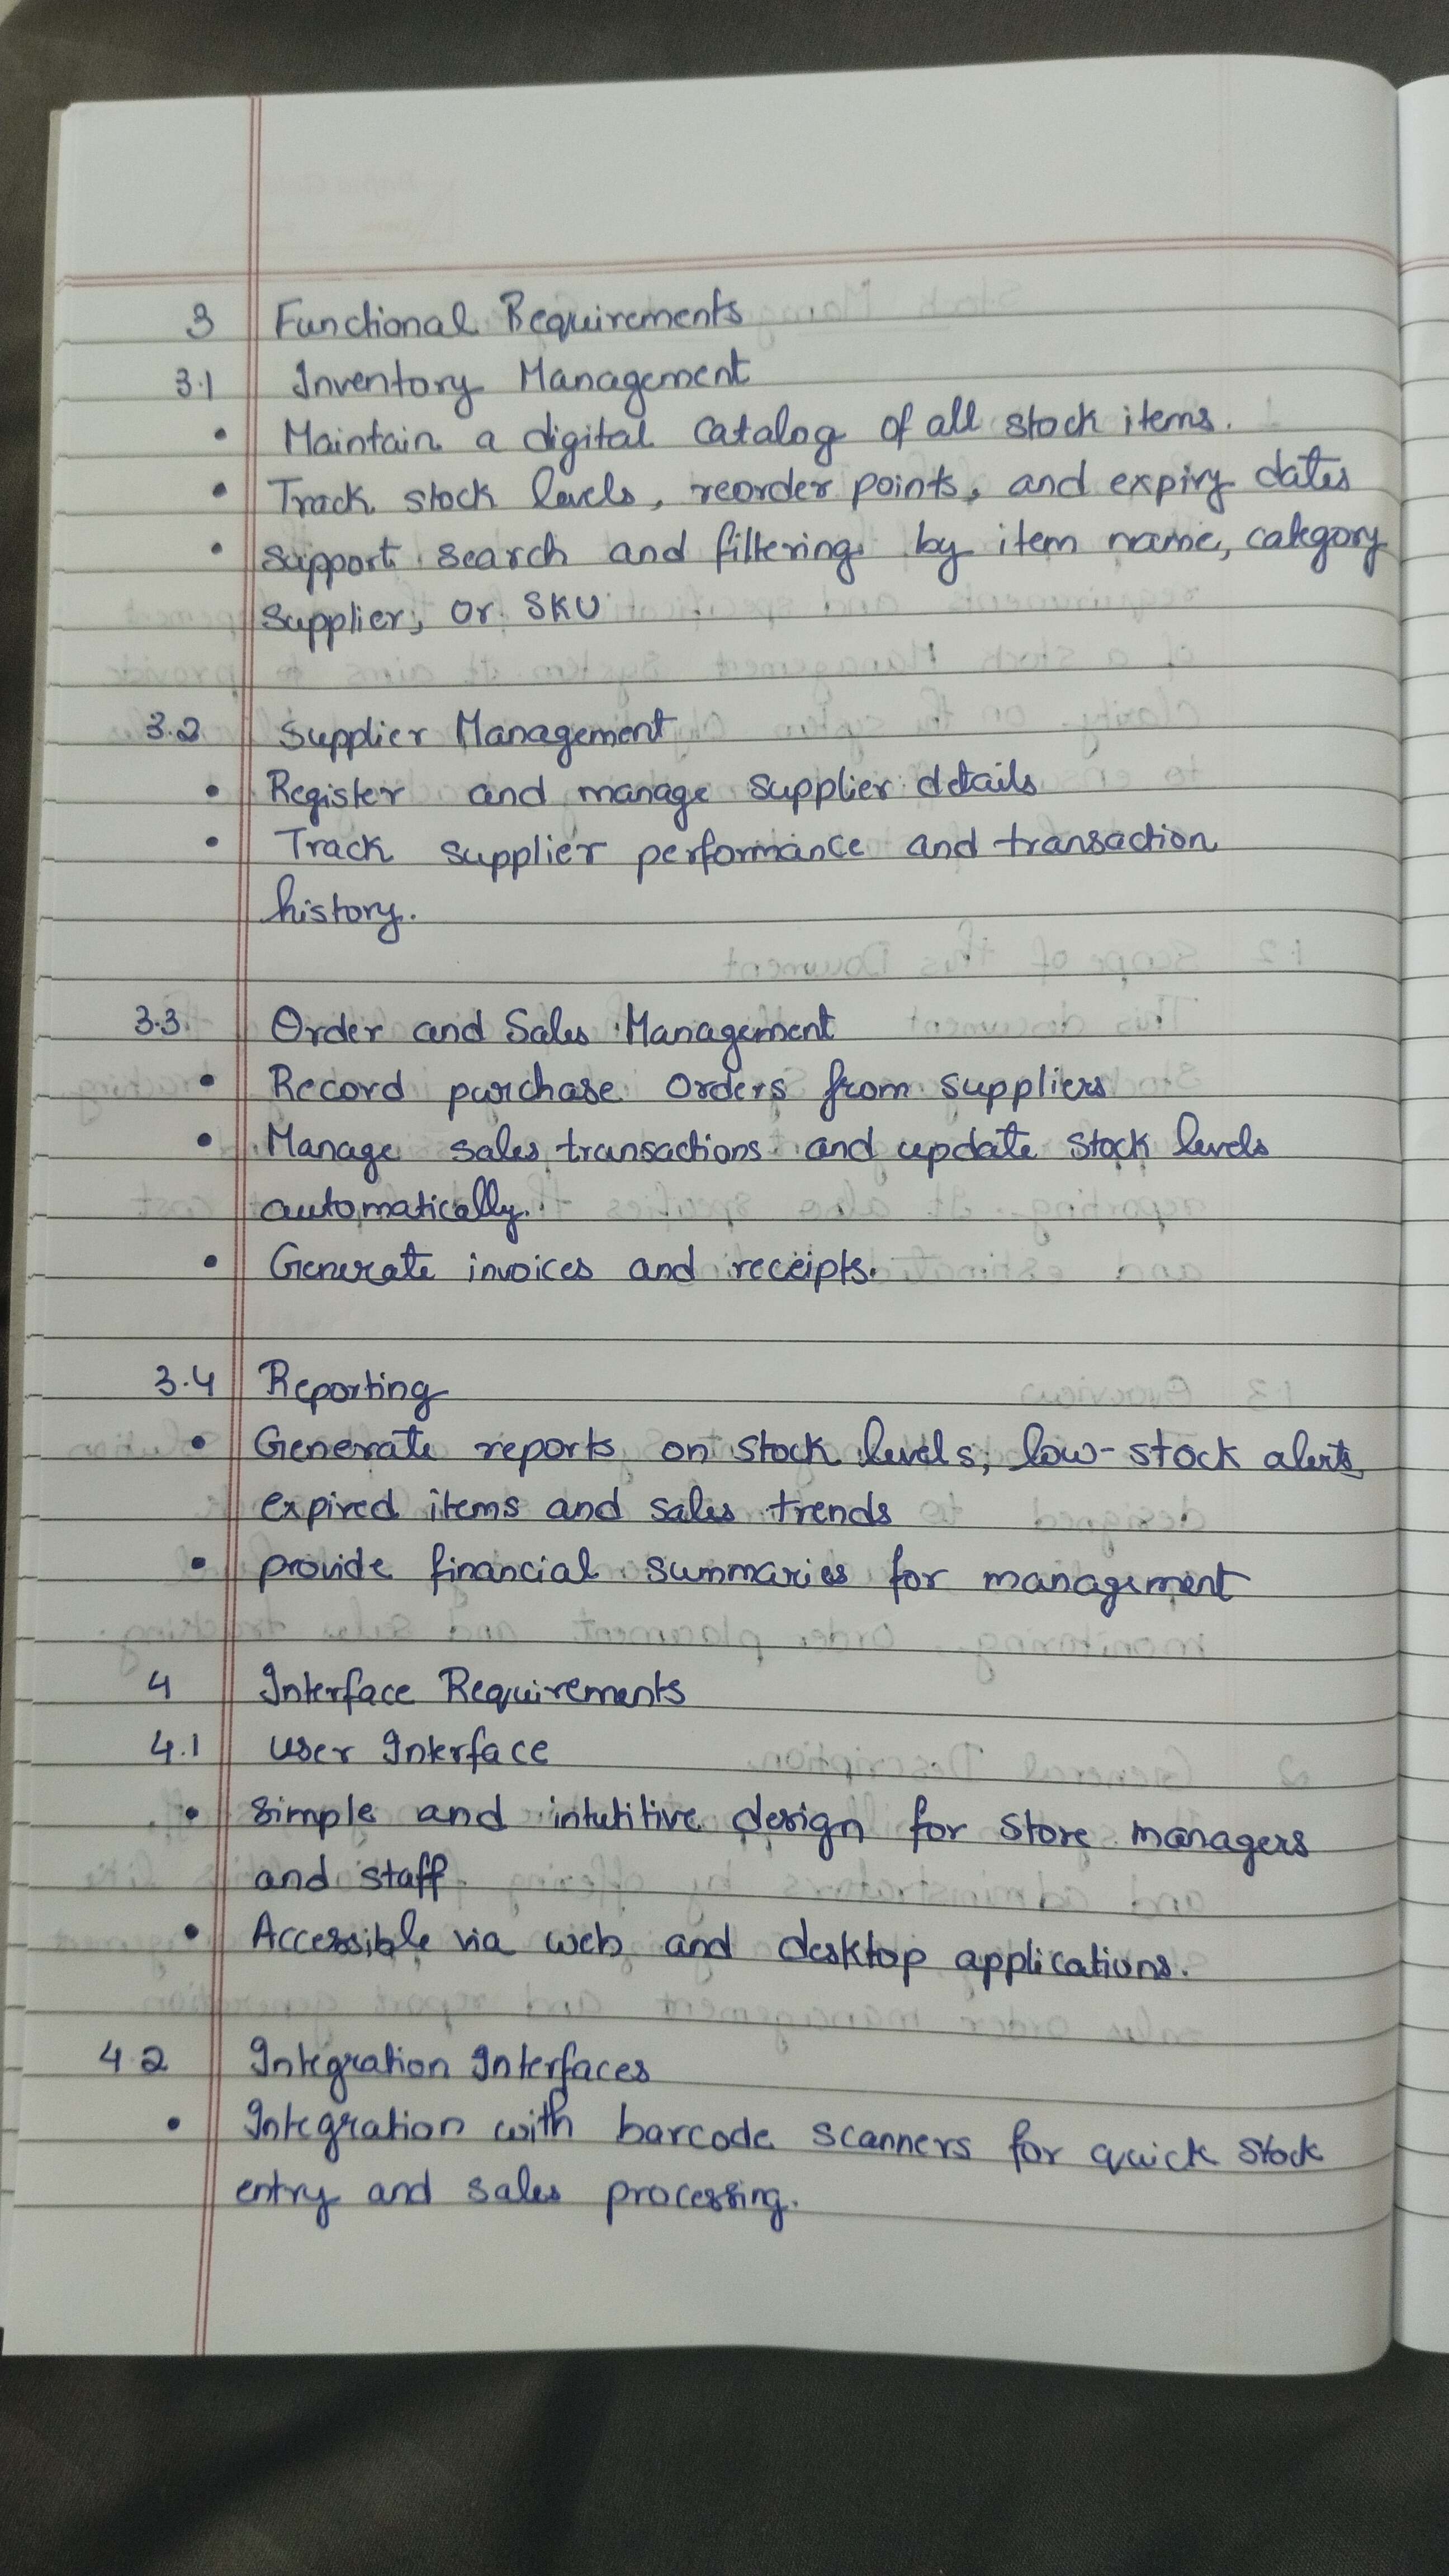 3 Functional Requirements
3.1 Inventory Management
• Maintain a digital catalog of all stock items.
• Track stock levels, reorder points, and expiry dates
• Support search and filtering by item name, category
supplier, or SKU
3.2 Supplier Management
• Register and manage supplier details
• Track supplier performance and transaction
history.
3.3 Order and Sales Management
• Record purchase orders from suppliers
• Manage sales transactions and update stock levels
automatically.
• Generate invoices and receipts.
3.4 Reporting
• Generate reports on stock levels, low-stock alerts
expired items and sales trends
• provide financial summaries for management
4 Interface Requirements
4.1 User Interface
• Simple and intutitive design for store managers
and staff.
• Accessible via web and desktop applications.
4.2 Integration Interfaces
• Integration with barcode scanners for quick stock
entry and sales processing.